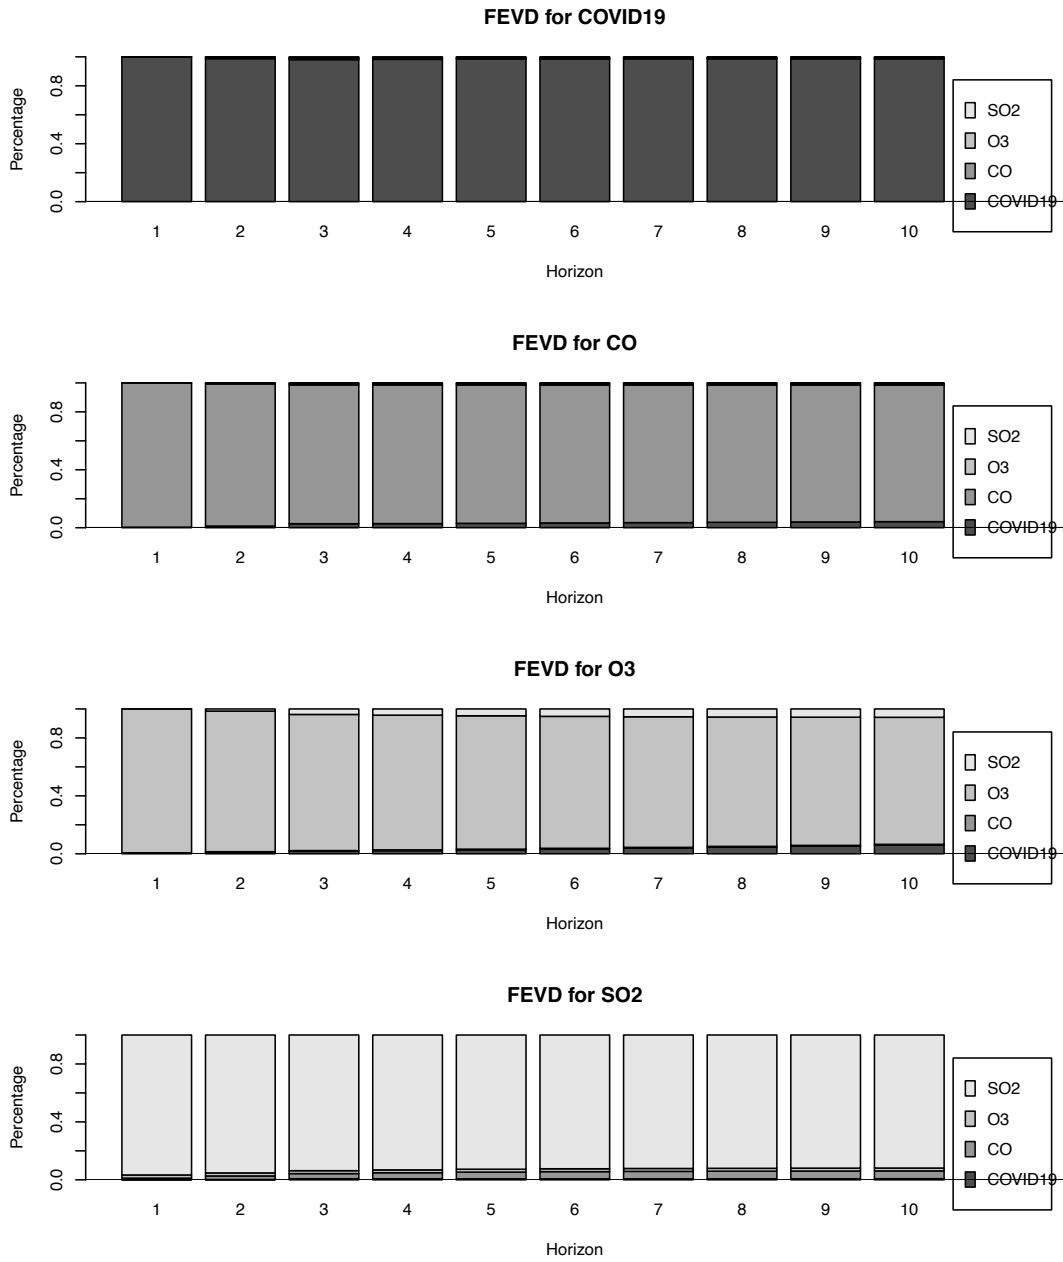 FEVD for COVID19
Percentage
0.0 0.4 0.8
SO2
O3
CO
COVID19
1 2 3 4 5 6 7 8 9 10
Horizon
FEVD for CO
Percentage
0.0 0.4 0.8
SO2
O3
CO
COVID19
1 2 3 4 5 6 7 8 9 10
Horizon
FEVD for O3
Percentage
0.0 0.4 0.8
SO2
O3
CO
COVID19
1 2 3 4 5 6 7 8 9 10
Horizon
FEVD for SO2
Percentage
0.0 0.4 0.8
SO2
O3
CO
COVID19
1 2 3 4 5 6 7 8 9 10
Horizon